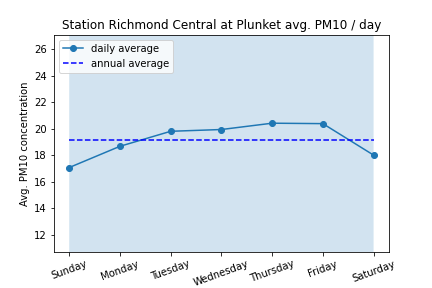 Station Richmond Central at Plunket avg. PM10 / day
daily average
annual average
Avg. PM10 concentration
26
24
22
20
18
16
14
12
Sunday
Monday
Tuesday
Wednesday
Thursday
Friday
Saturday